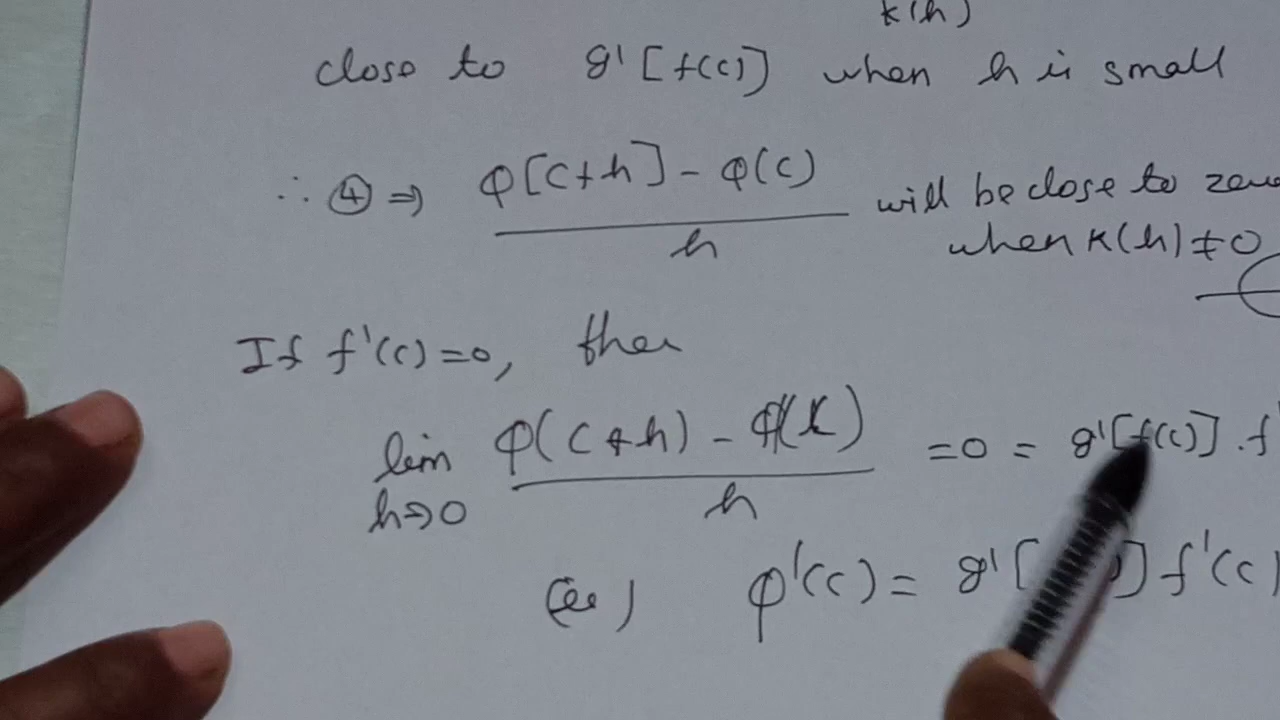 k(h)
close to g'[f(c)] when h is small
∴ ④ ⇒ φ[c+h] - φ(c) / h will be close to zero
when k(h) ≠ 0
If f'(c) = 0, then
lim h→0 φ(c+h) - φ(c) / h = 0 = g'[f(c)] . f'
(ie) φ'(c) = g'[ ] f'(c)